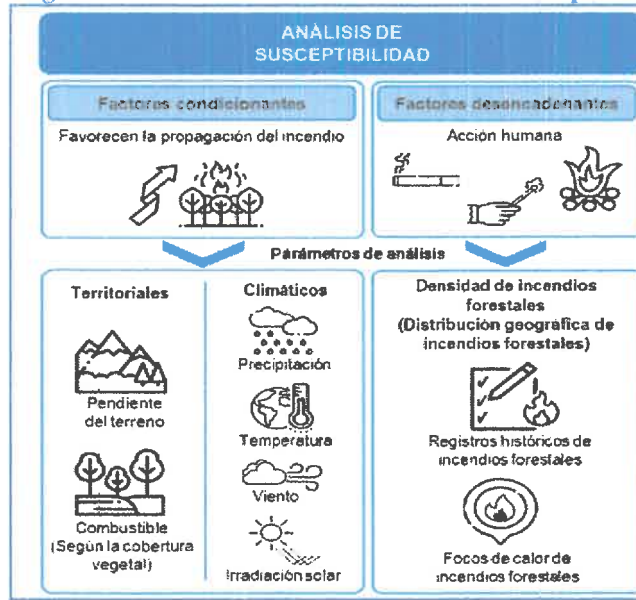 ANÁLISIS DE
SUSCEPTIBILIDAD
Factores condicionantes
Favorecen la propagación del incendio
Factores desencadenantes
Acción humana
Parámetros de análisis
Territoriales
Pendiente
del terreno
Combustible
(Según la cobertura
vegetal)
Climáticos
Precipitación
Temperatura
Viento
Irradiación solar
Densidad de incendios
forestales
(Distribución geográfica de
incendios forestales)
Registros históricos de
incendios forestales
Focos de calor de
incendios forestales